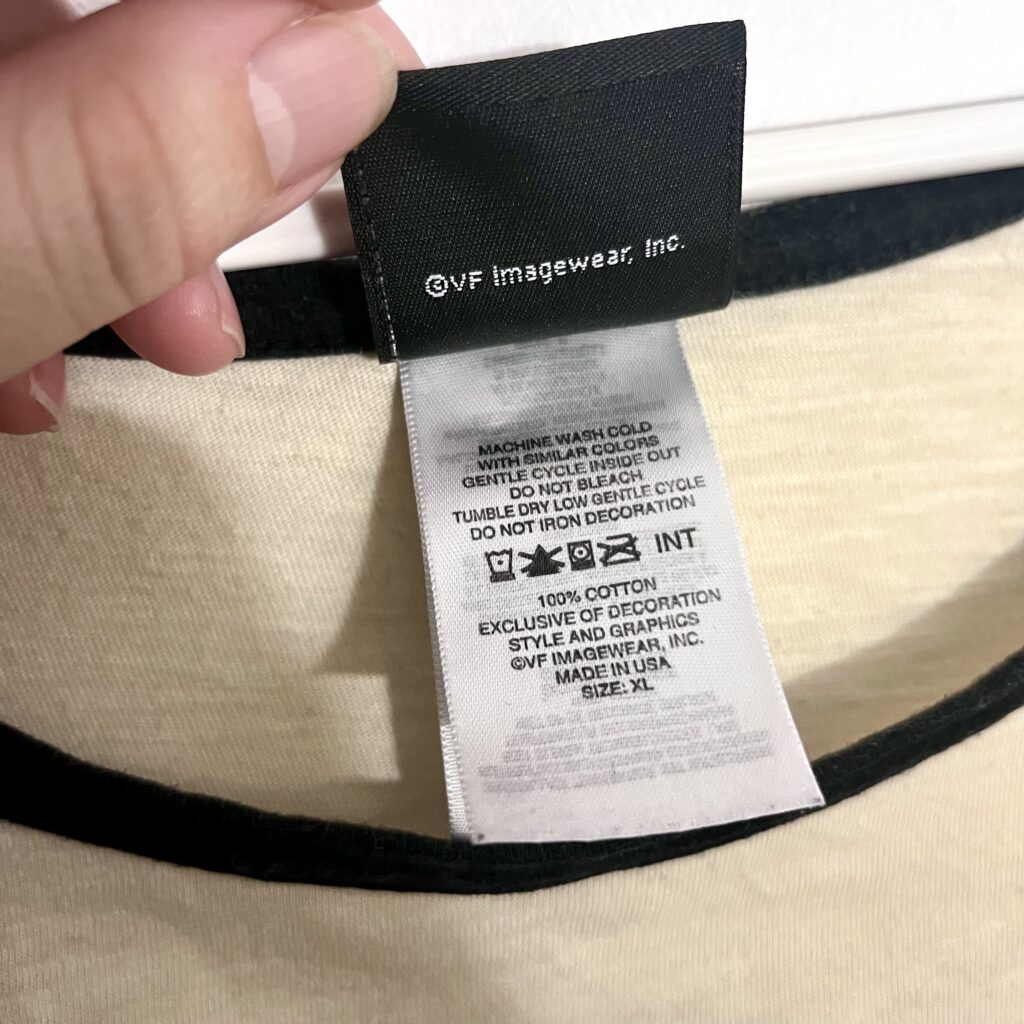 ©VF Imagewear, Inc.
MACHINE WASH COLD
WITH SIMILAR COLORS
GENTLE CYCLE INSIDE OUT
DO NOT BLEACH
TUMBLE DRY LOW GENTLE CYCLE
DO NOT IRON DECORATION
INT
100% COTTON
EXCLUSIVE OF DECORATION
STYLE AND GRAPHICS
©VF IMAGEWEAR, INC.
MADE IN USA
SIZE: XL